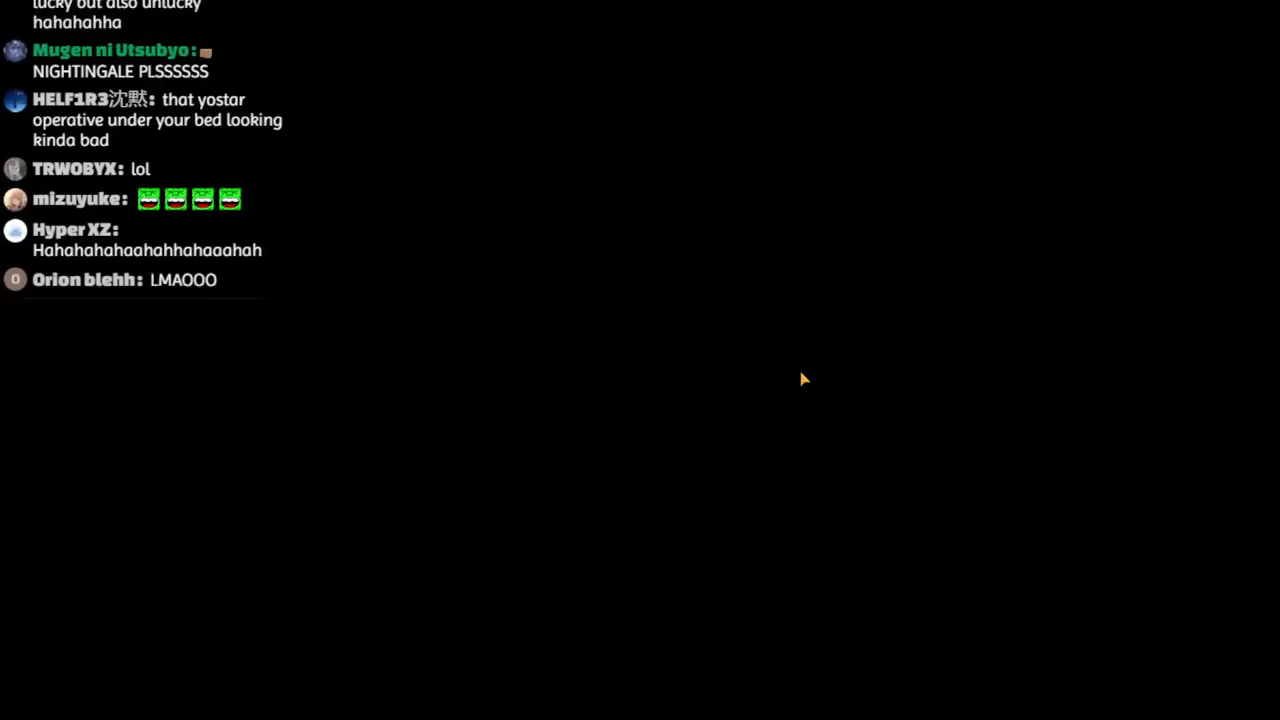 lucky but also unlucky
hahahahha
Mugen ni Utsubyo:
NIGHTINGALE PLSSSSSS
HELF1R3沈黙: that yostar
operative under your bed looking
kinda bad
TRWOBYX: lol
mizuyuke:
Hyper XZ:
Hahahahahaahahhahaaahah
O Orion blehh: LMAOOO